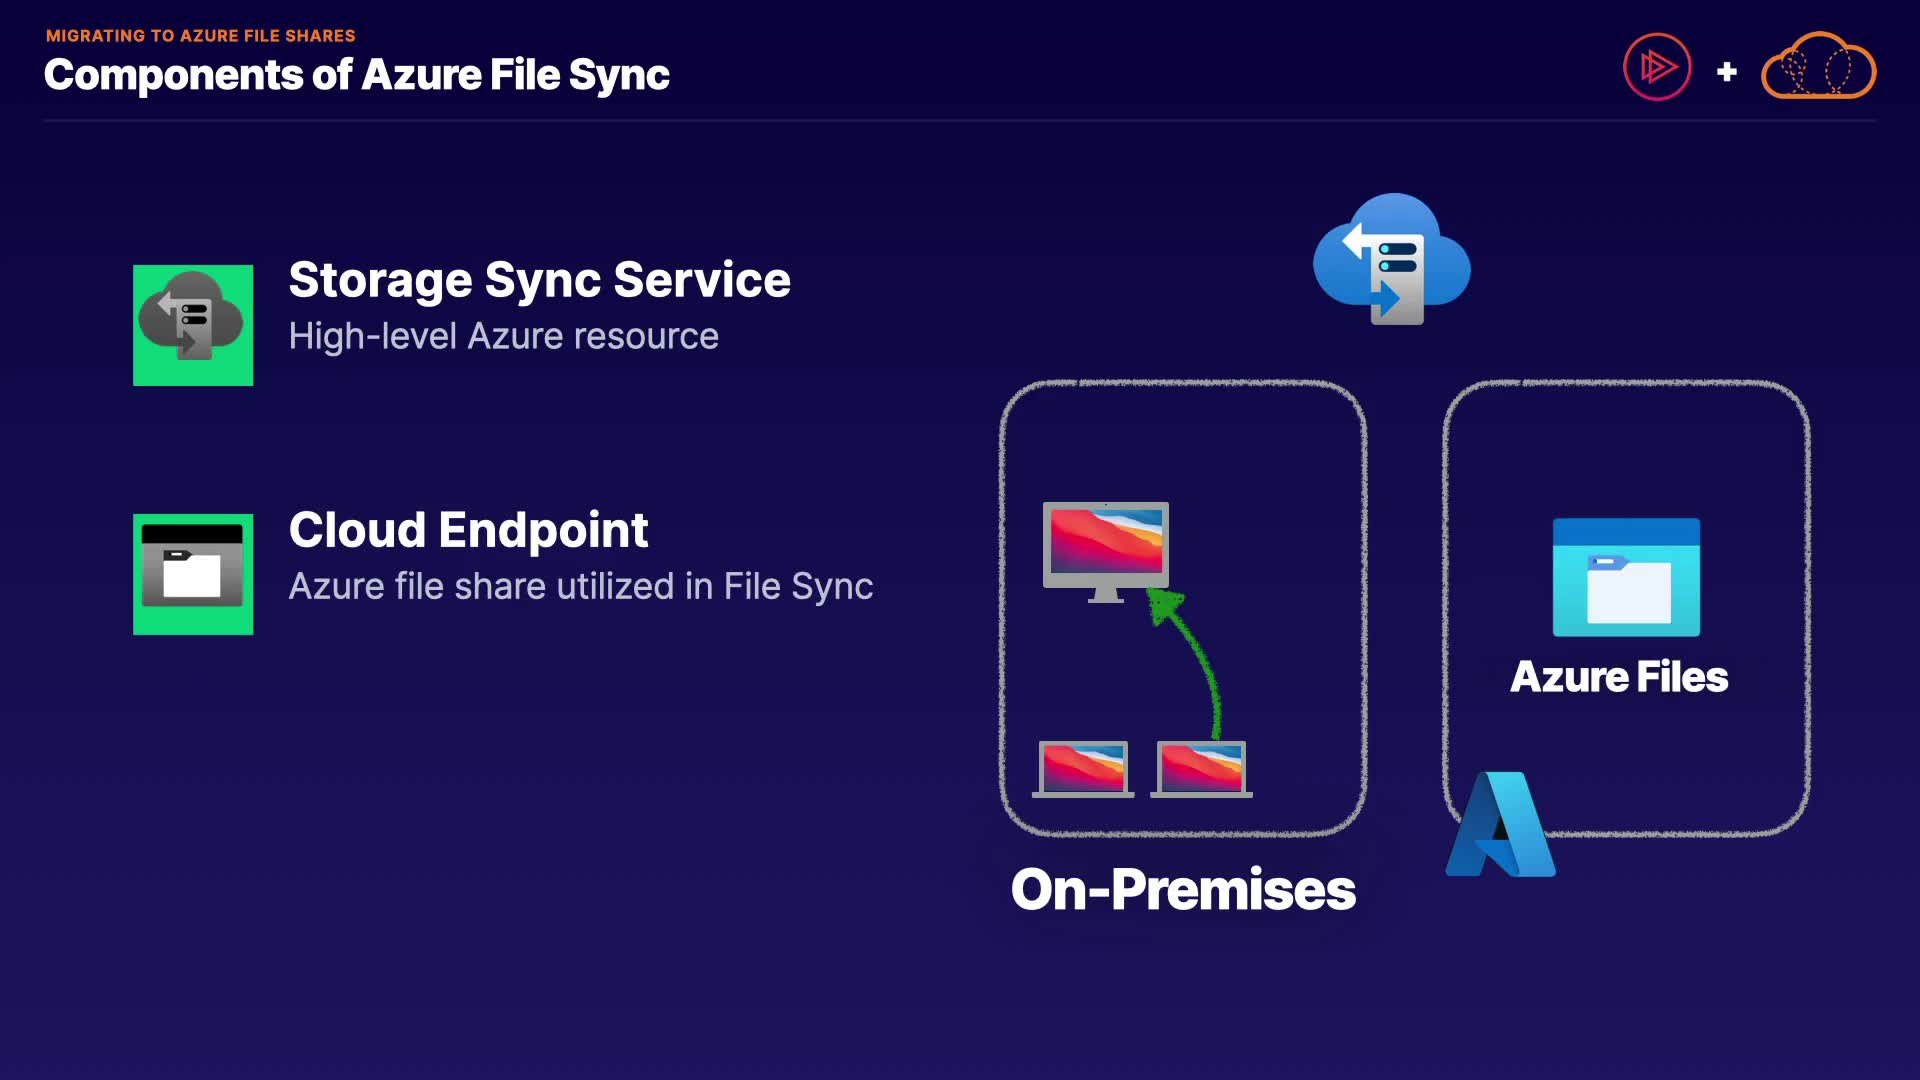 MIGRATING TO AZURE FILE SHARES
Components of Azure File Sync
Storage Sync Service
High-level Azure resource
Cloud Endpoint
Azure file share utilized in File Sync
Azure Files
On-Premises